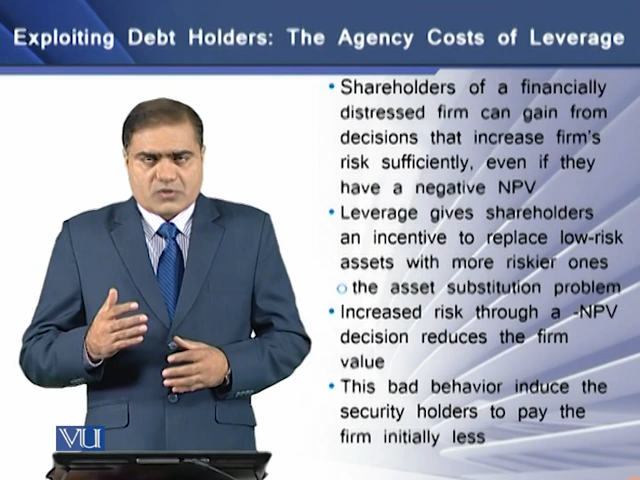 Exploiting Debt Holders: The Agency Costs of Leverage
• Shareholders of a financially
distressed firm can gain from
decisions that increase firm's
risk sufficiently, even if they
have a negative NPV
• Leverage gives shareholders
an incentive to replace low-risk
assets with more riskier ones
o the asset substitution problem
• Increased risk through a -NPV
decision reduces the firm
value
• This bad behavior induce the
security holders to pay the
firm initially less
VU